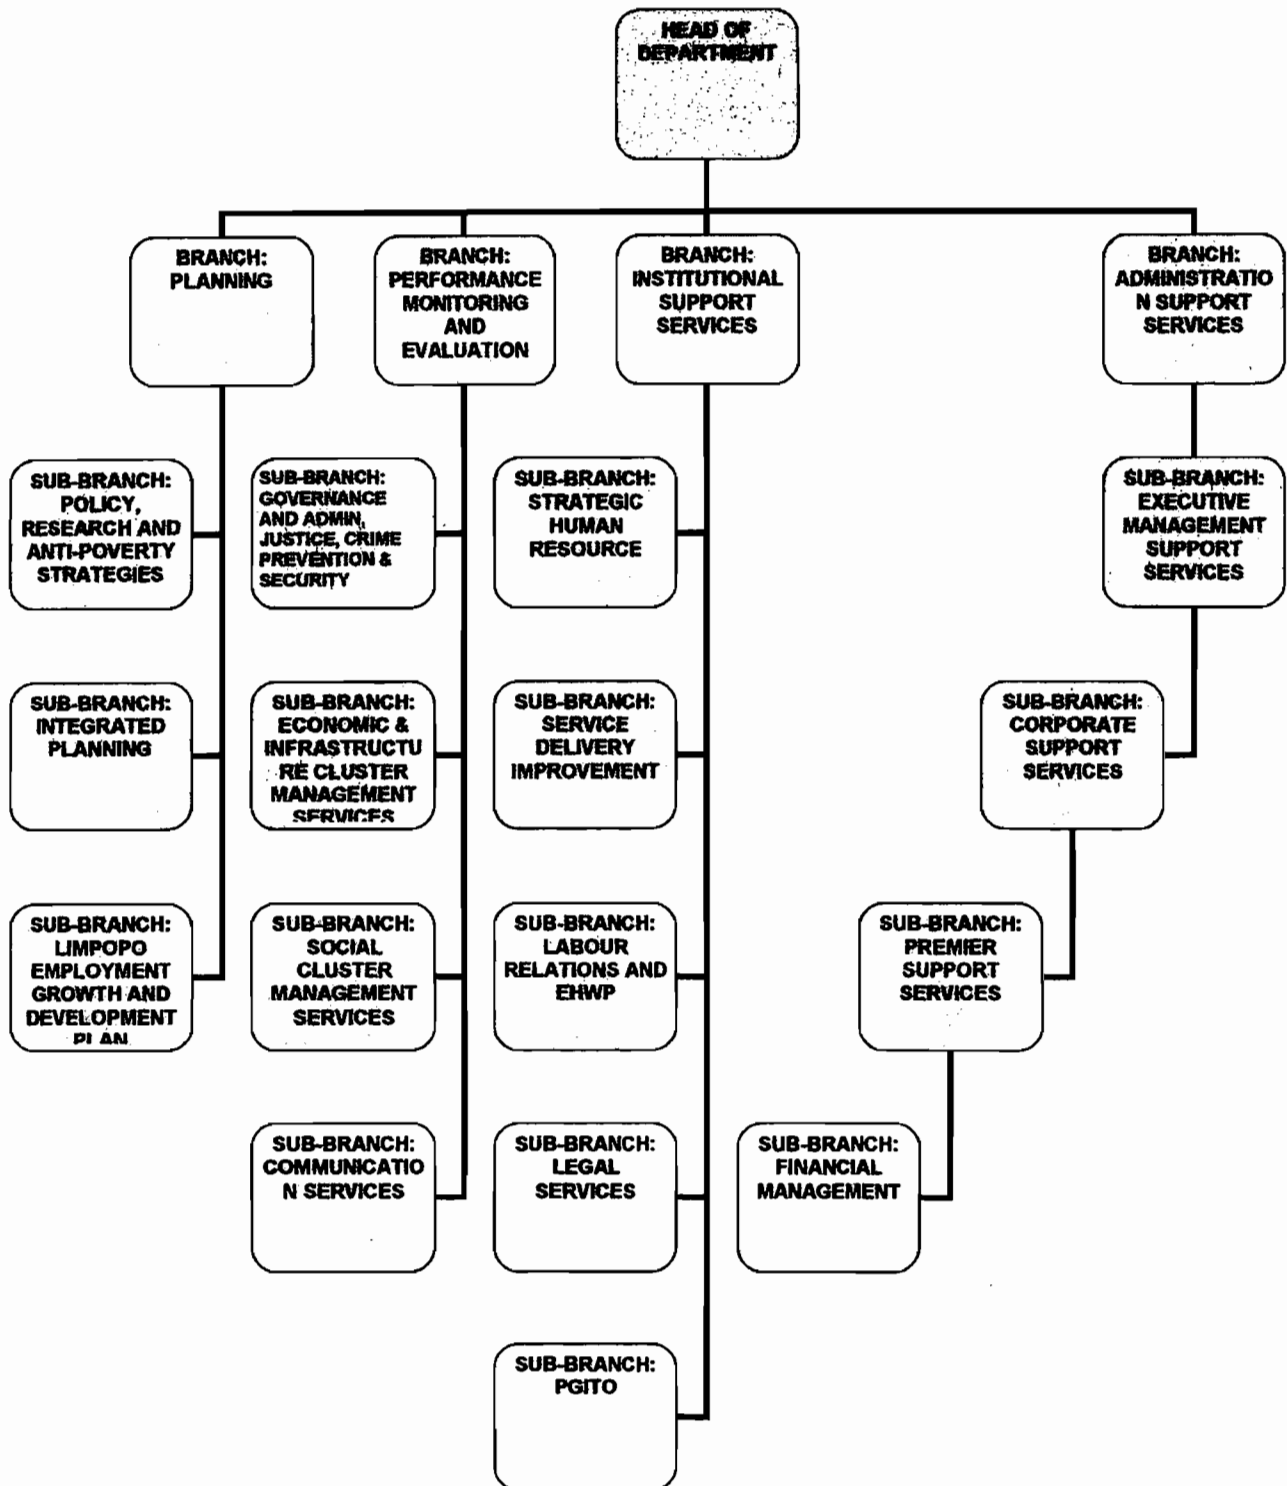 HEAD OF
DEPARTMENT
BRANCH:
PLANNING
BRANCH:
PERFORMANCE
MONITORING
AND
EVALUATION
BRANCH:
INSTITUTIONAL
SUPPORT
SERVICES
BRANCH:
ADMINISTRATIO
N SUPPORT
SERVICES
SUB-BRANCH:
POLICY,
RESEARCH AND
ANTI-POVERTY
STRATEGIES
SUB-BRANCH:
GOVERNANCE
AND ADMIN,
JUSTICE, CRIME
PREVENTION &
SECURITY
SUB-BRANCH:
STRATEGIC
HUMAN
RESOURCE
SUB-BRANCH:
EXECUTIVE
MANAGEMENT
SUPPORT
SERVICES
SUB-BRANCH:
INTEGRATED
PLANNING
SUB-BRANCH:
ECONOMIC &
INFRASTRUCTU
RE CLUSTER
MANAGEMENT
SERVICES
SUB-BRANCH:
SERVICE
DELIVERY
IMPROVEMENT
SUB-BRANCH:
CORPORATE
SUPPORT
SERVICES
SUB-BRANCH:
LIMPOPO
EMPLOYMENT
GROWTH AND
DEVELOPMENT
PLAN
SUB-BRANCH:
SOCIAL
CLUSTER
MANAGEMENT
SERVICES
SUB-BRANCH:
LABOUR
RELATIONS AND
EHWP
SUB-BRANCH:
PREMIER
SUPPORT
SERVICES
SUB-BRANCH:
COMMUNICATIO
N SERVICES
SUB-BRANCH:
LEGAL
SERVICES
SUB-BRANCH:
FINANCIAL
MANAGEMENT
SUB-BRANCH:
PGITO